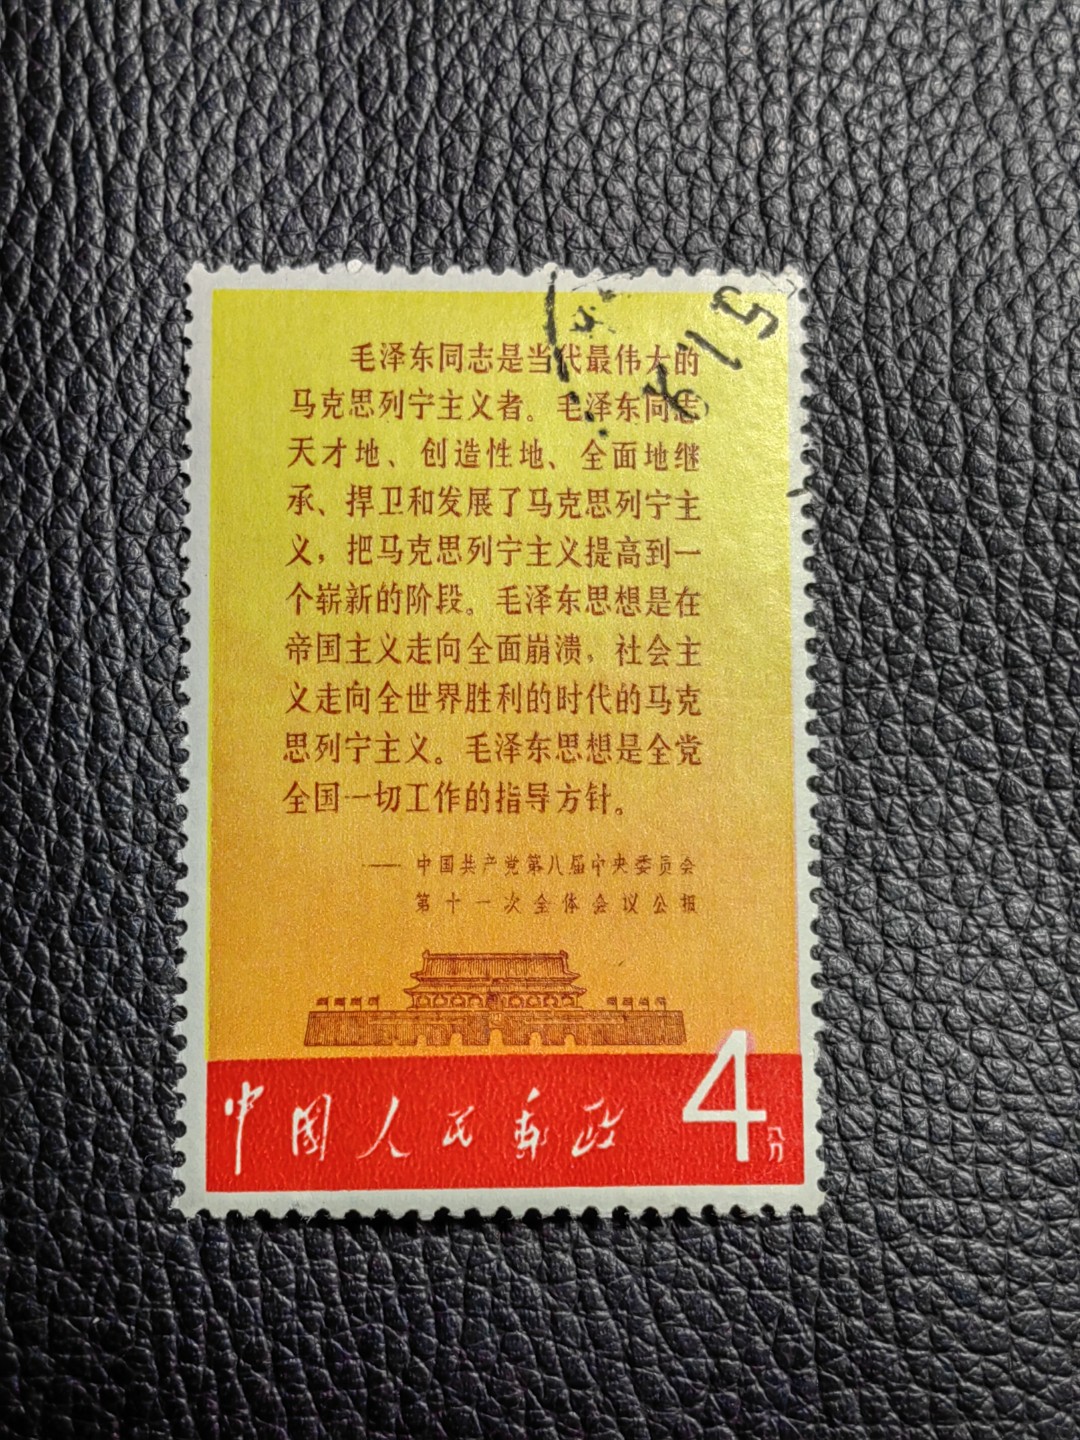 毛泽东同志是当代最伟大的
马克思列宁主义者。毛泽东同志
天才地、创造性地、全面地继
承、捍卫和发展了马克思列宁主
义，把马克思列宁主义提高到一
个崭新的阶段。毛泽东思想是在
帝国主义走向全面崩溃，社会主
义走向全世界胜利的时代的马克
思列宁主义。毛泽东思想是全党
全国一切工作的指导方针。
——中国共产党第八届中央委员会
第十一次全体会议公报
中国人民邮政
4分